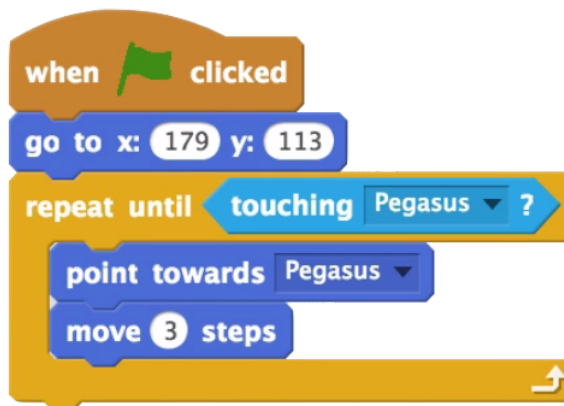 when clicked
go to x: 179 y: 113
repeat until touching Pegasus ?
point towards Pegasus
move 3 steps